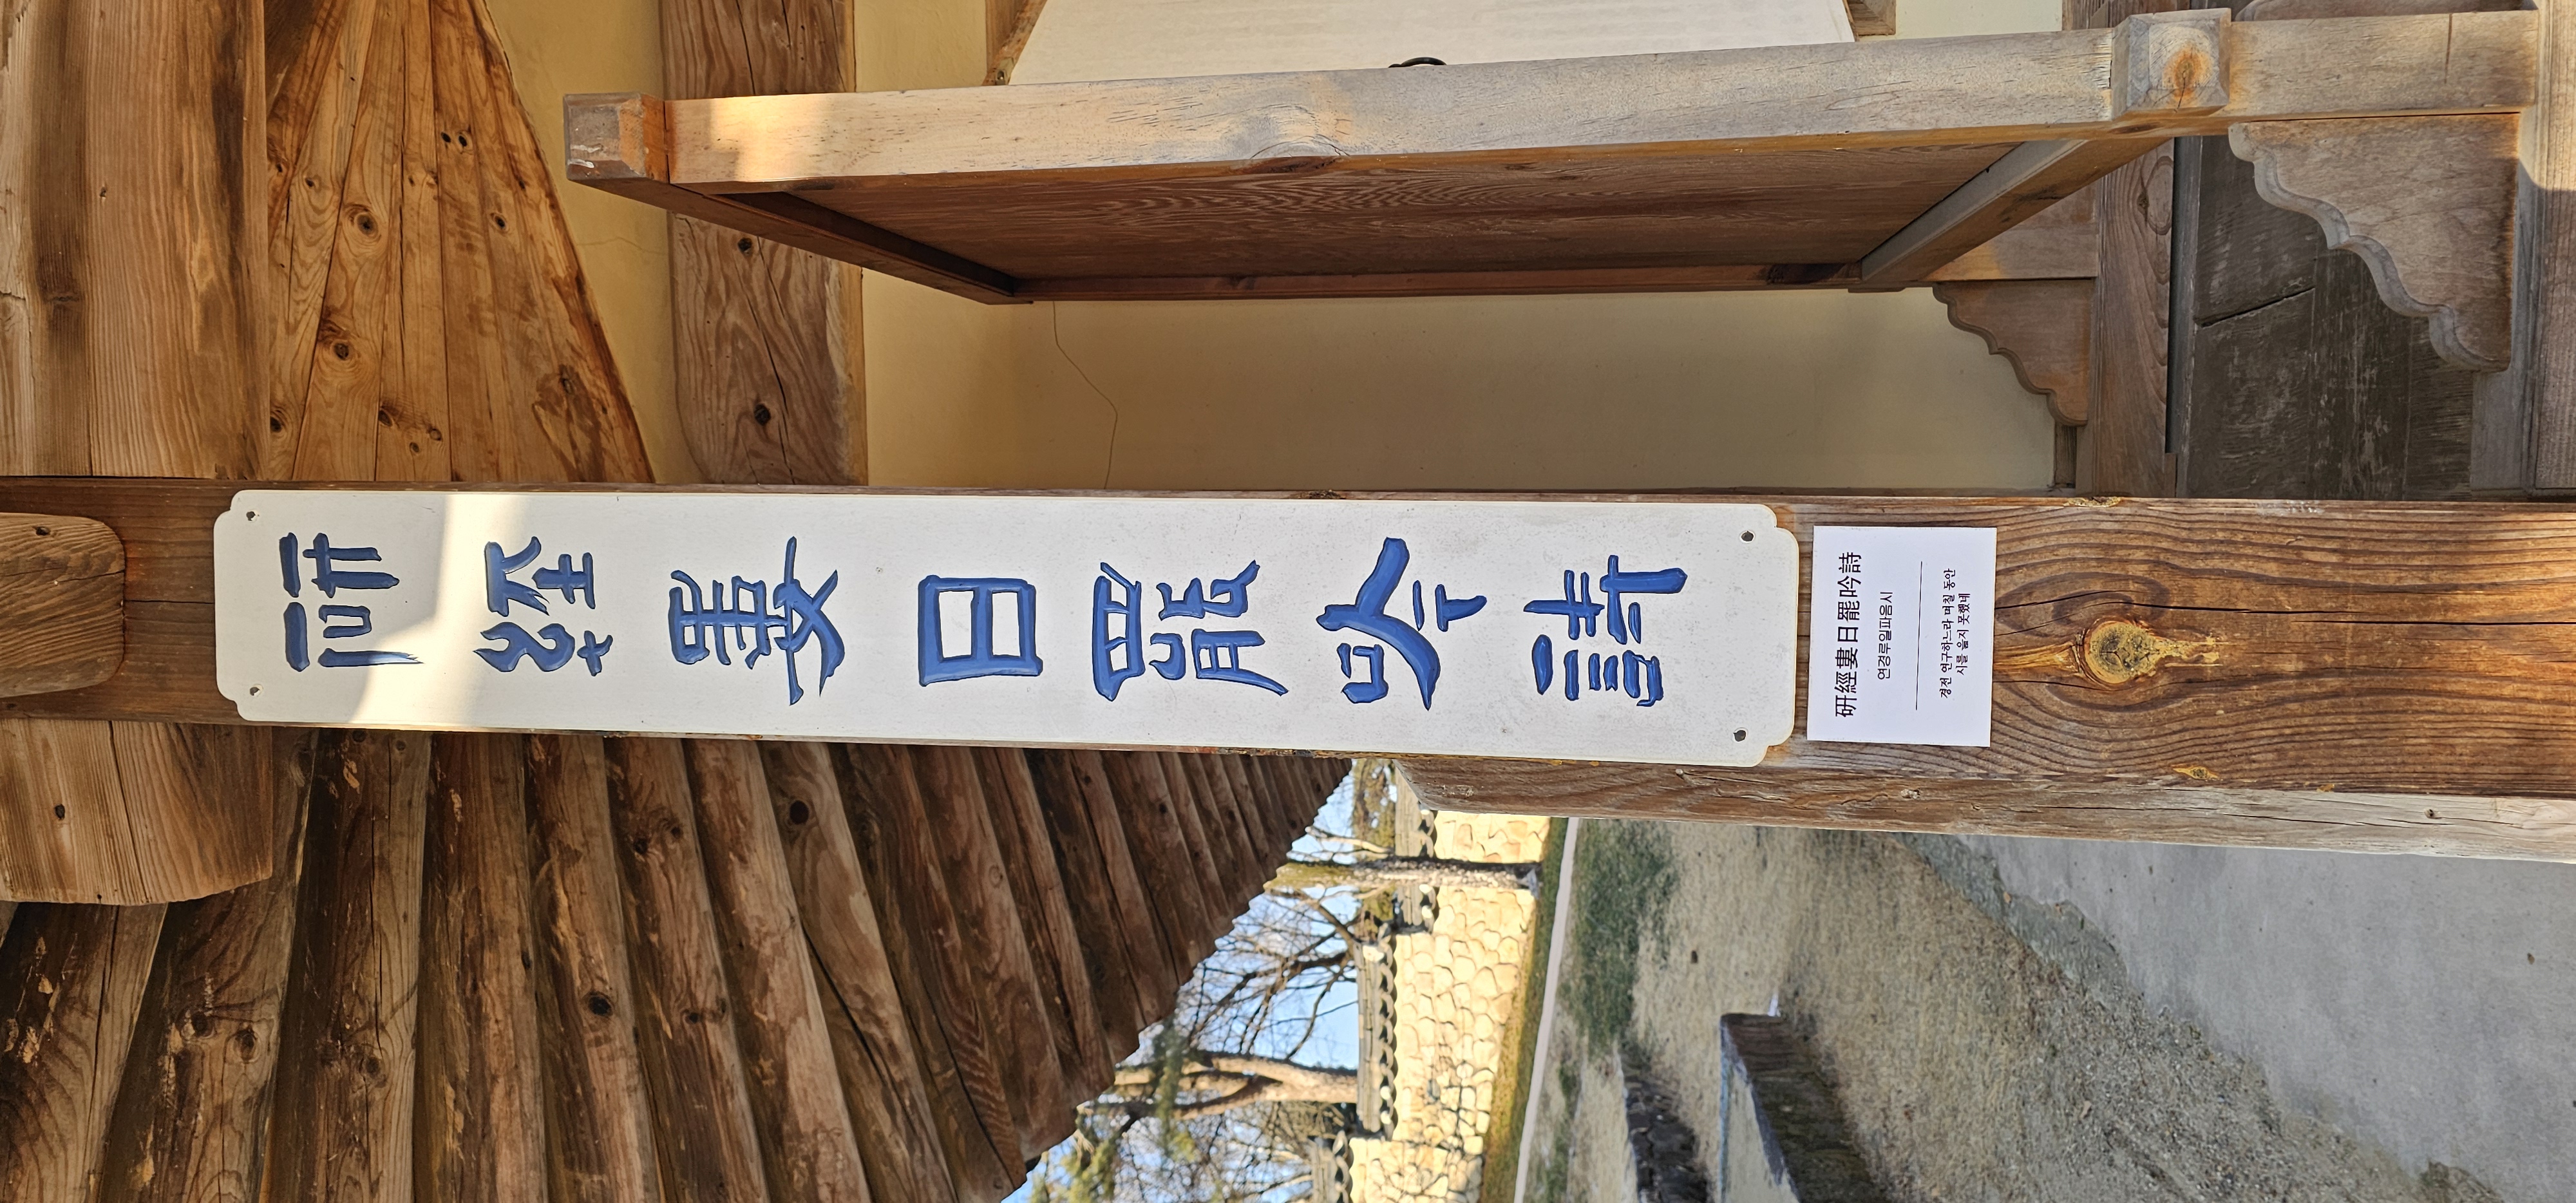 研經婁日罷吟詩
研經婁日罷吟詩
연경루일파음시
경전 연구하느라 며칠 동안
시를 읊지 못했네